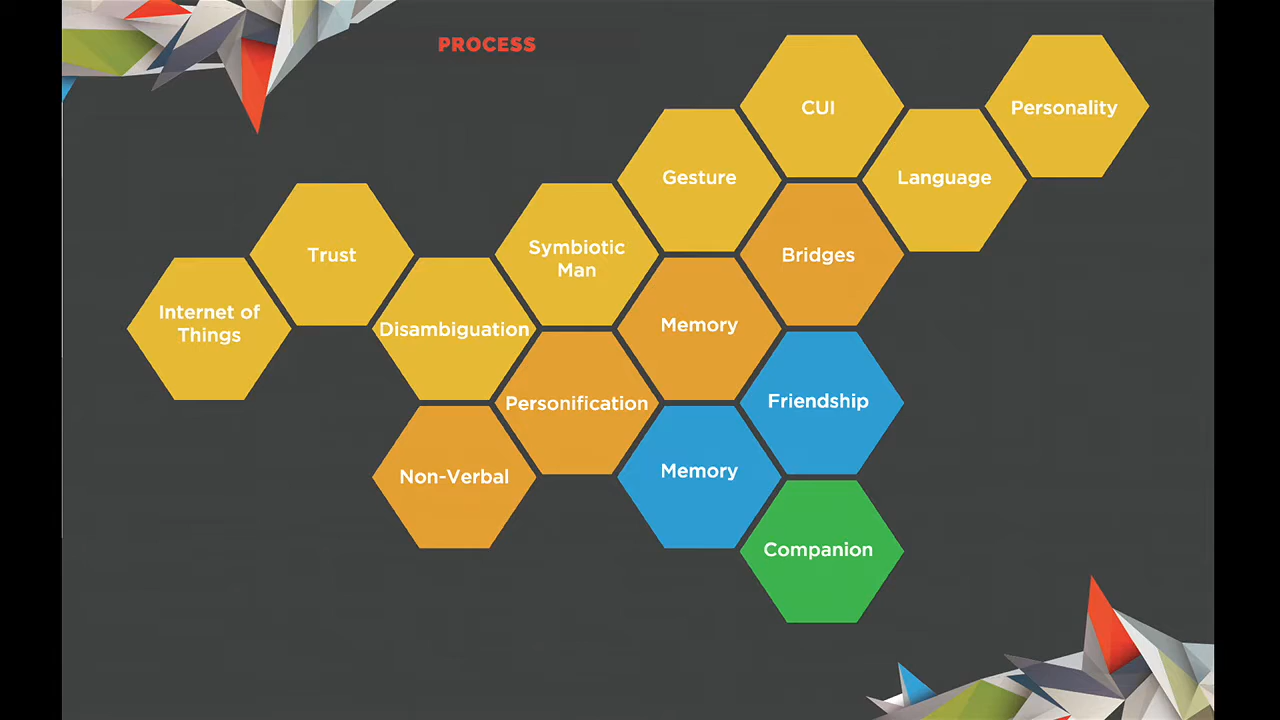 PROCESS
CUI
Personality
Gesture
Language
Symbiotic
Man
Trust
Bridges
Internet of
Things
Disambiguation
Memory
Personification
Friendship
Non-Verbal
Memory
Companion